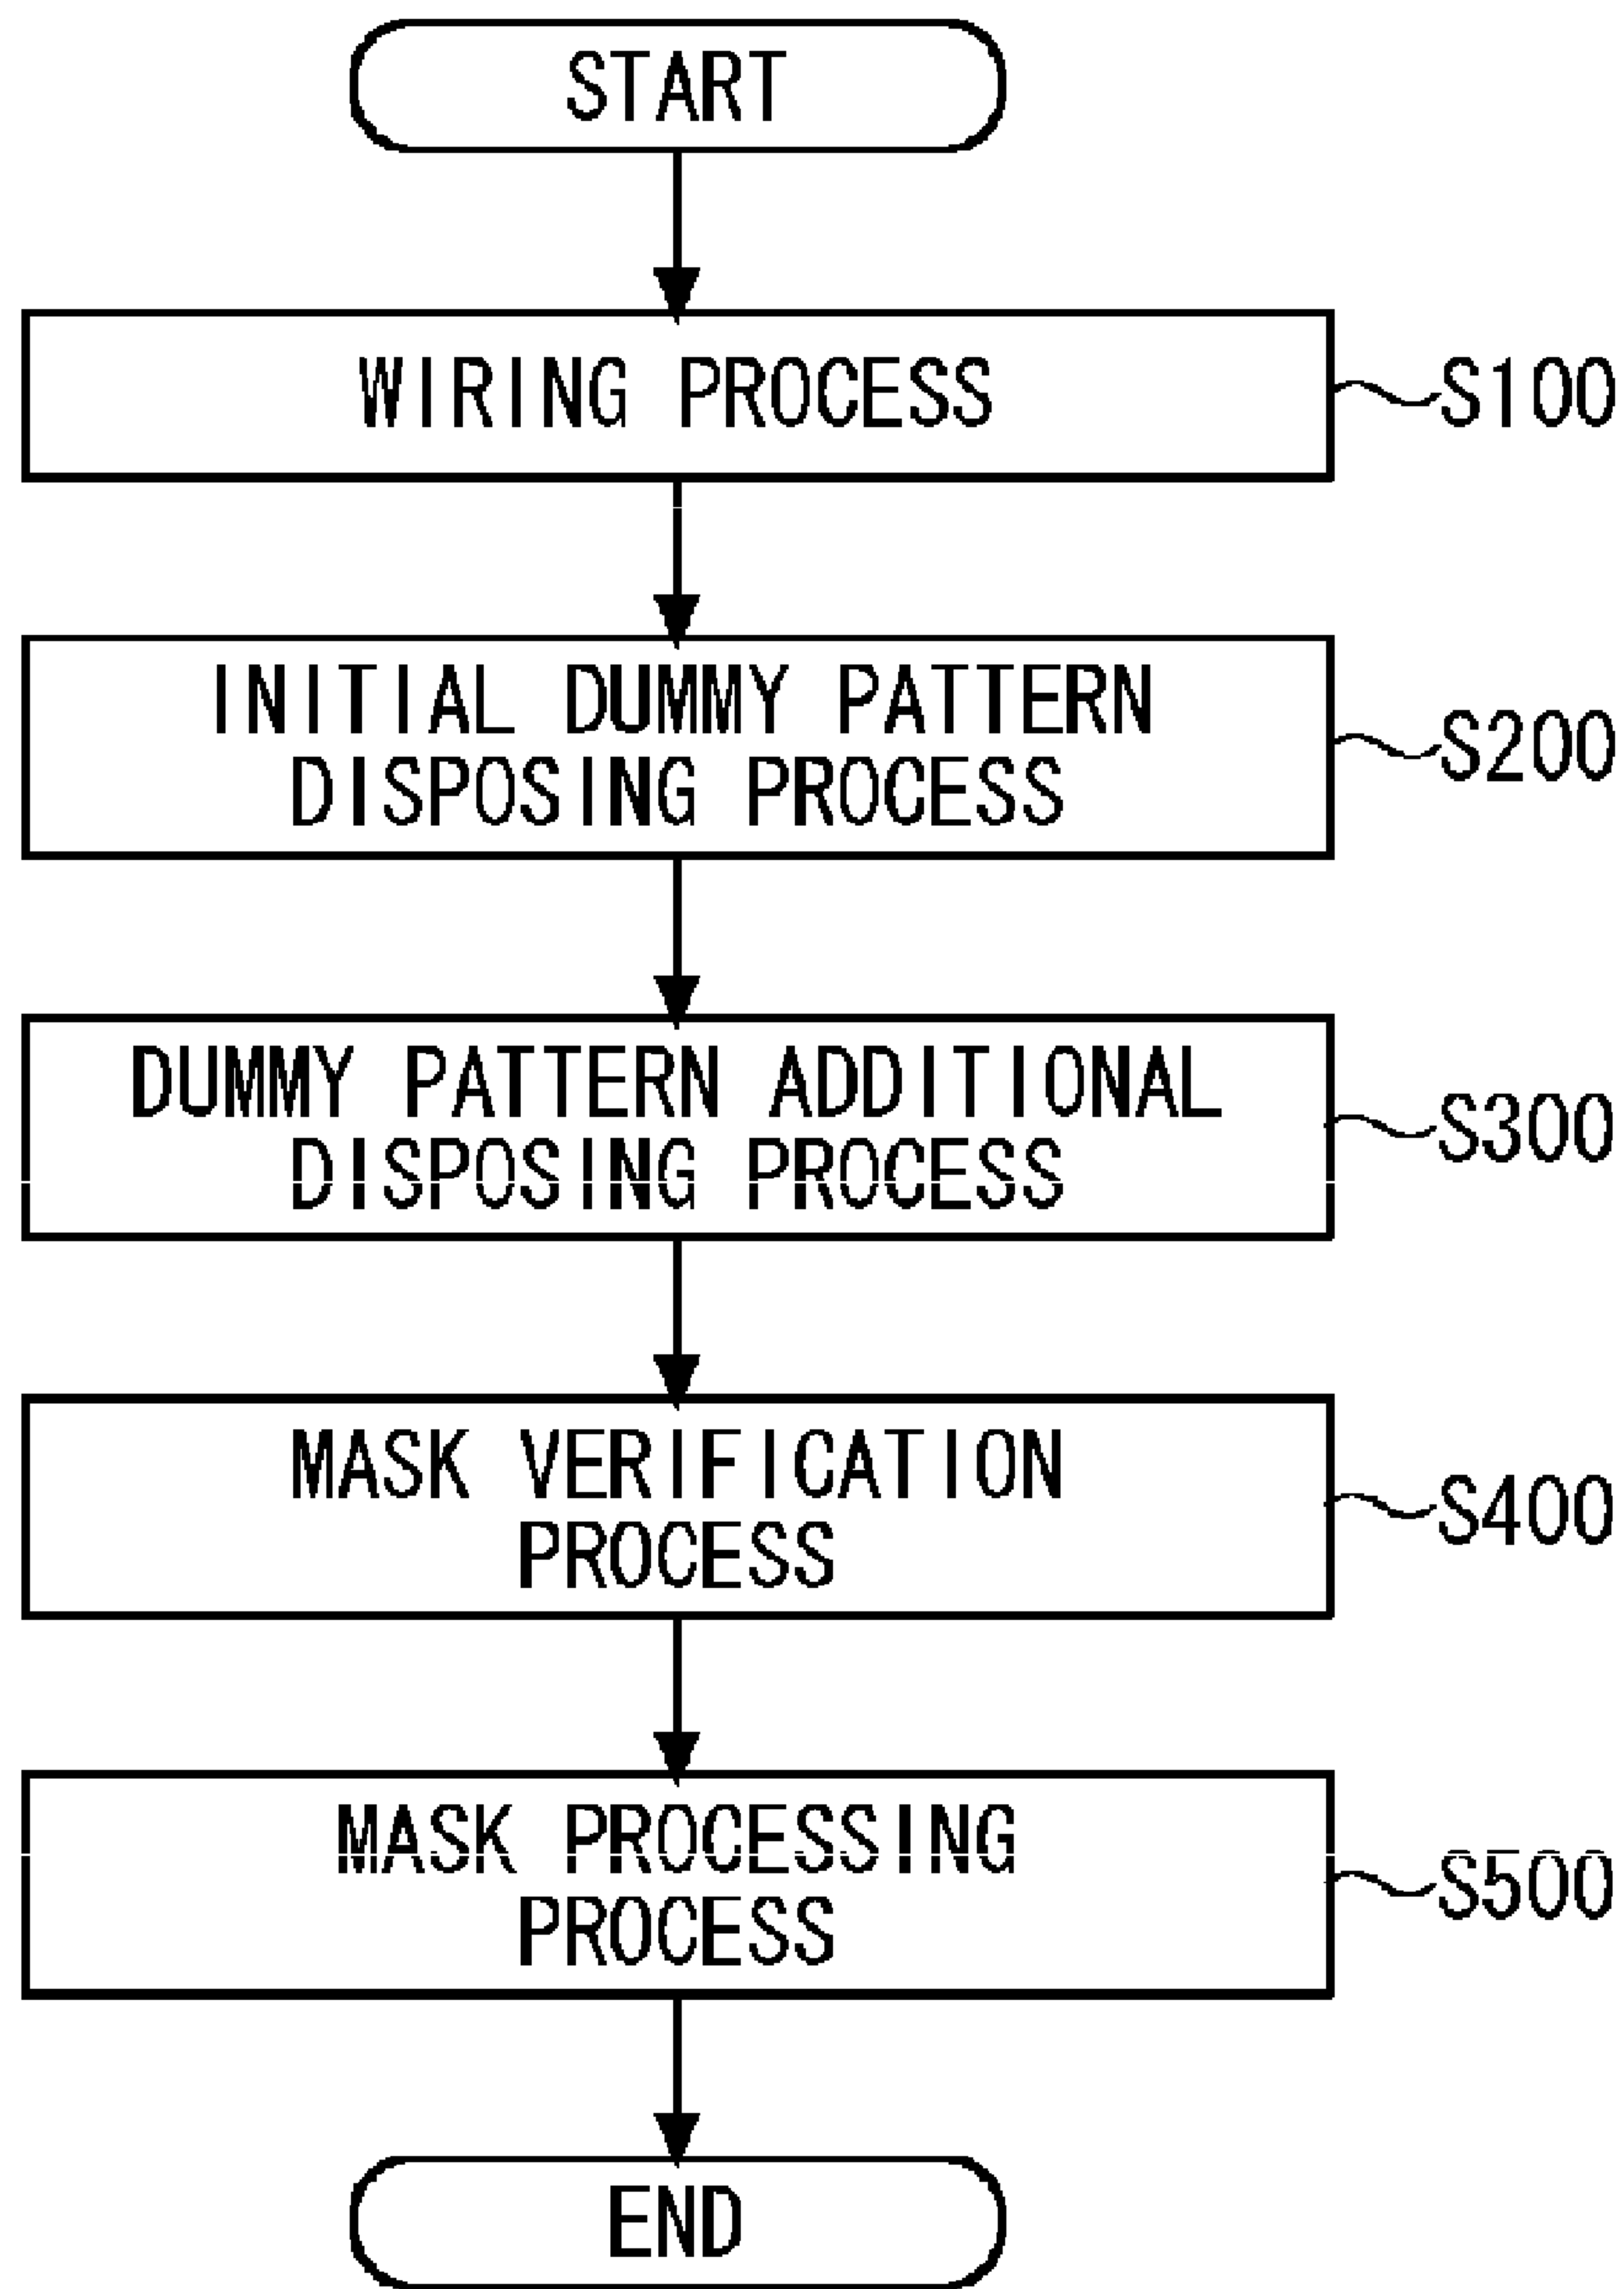 START
WIRING PROCESS
S100
INITIAL DUMMY PATTERN
DISPOSING PROCESS
S200
DUMMY PATTERN ADDITIONAL
DISPOSING PROCESS
S300
MASK VERIFICATION
PROCESS
S400
MASK PROCESSING
PROCESS
S500
END